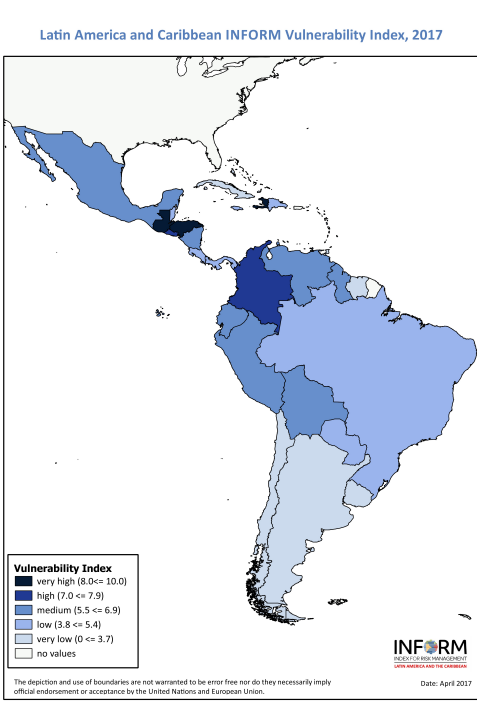 Latin America and Caribbean INFORM Vulnerability Index, 2017
Vulnerability Index
very high (8.0<= 10.0)
high (7.0 <= 7.9)
medium (5.5 <= 6.9)
low (3.8 <= 5.4)
very low (0 <= 3.7)
no values
INFORM
INDEX FOR RISK MANAGEMENT
LATIN AMERICA AND THE CARIBBEAN
The depiction and use of boundaries are not warranted to be error free nor do they necessarily imply
official endorsement or acceptance by the United Nations and European Union.
Date: April 2017